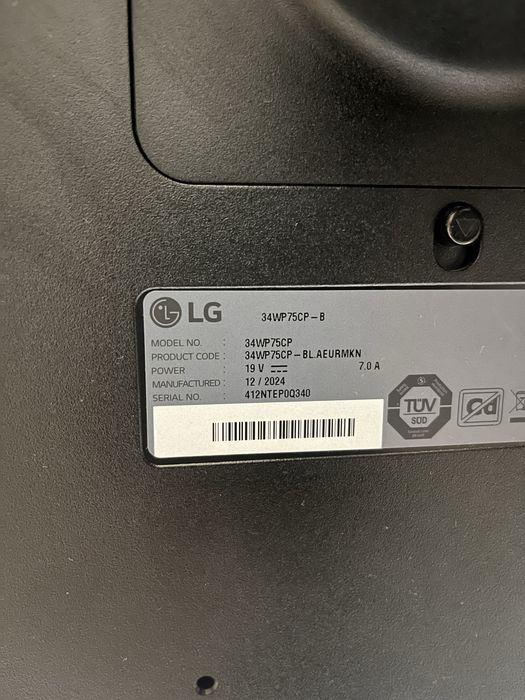 LG 34WP75CP-B
MODEL NO. : 34WP75CP
PRODUCT CODE : 34WP75CP-BL.AEURMKN
POWER : 19 V 7.0 A
MANUFACTURED : 12 / 2024
SERIAL NO. : 412NTEP0Q340
TÜV
SÜD
Cd